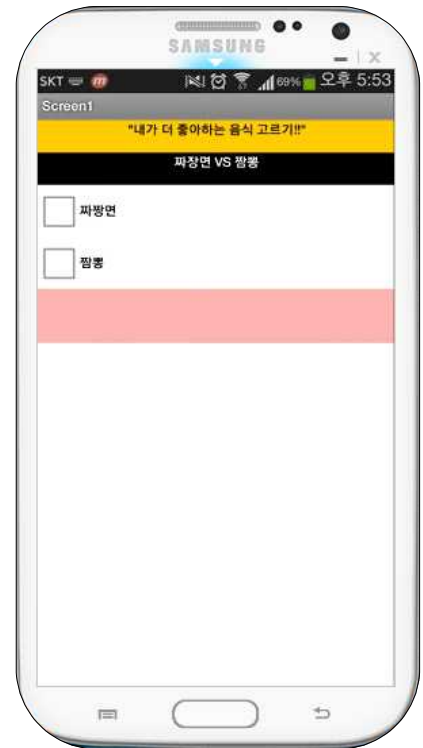 SAMSUNG
SKT 69% 오후 5:53
Screen1
"내가 더 좋아하는 음식 고르기!!"
짜장면 VS 짬뽕
짜짱면
짬뽕